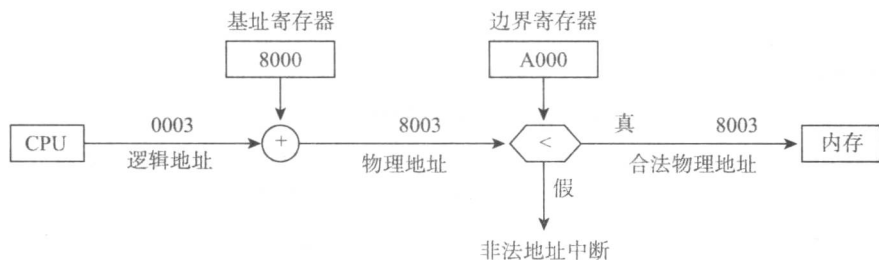 基址寄存器
边界寄存器
8000
A000
CPU
0003
逻辑地址
+
8003
物理地址
<
真
8003
合法物理地址
内存
假
非法地址中断